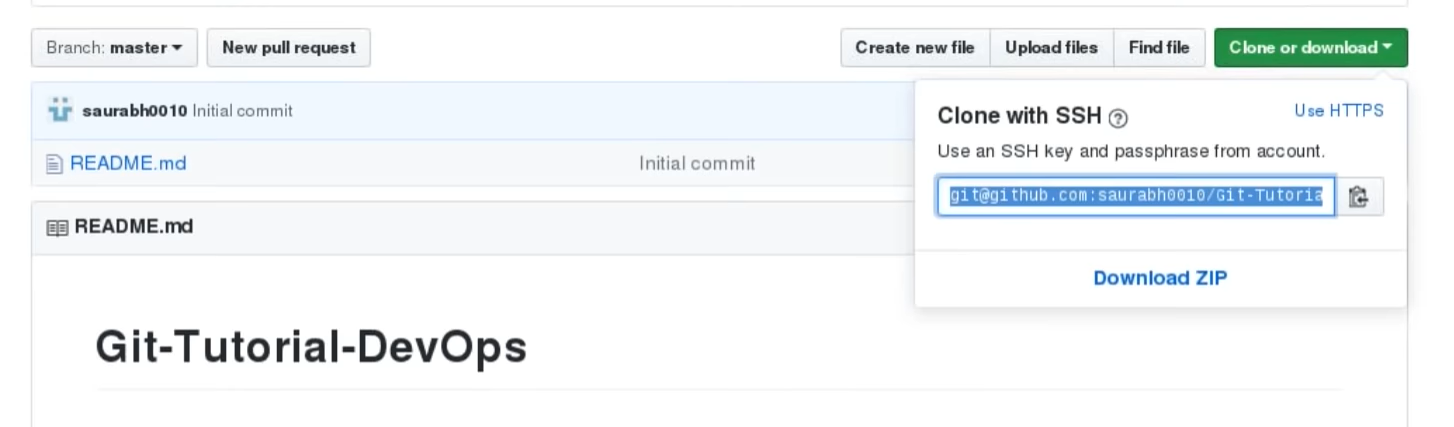 Branch: master New pull request Create new file Upload files Find file Clone or download
saurabh0010 Initial commit
Clone with SSH ? Use HTTPS
Use an SSH key and passphrase from account.
README.md Initial commit
git@github.com:saurabh0010/Git-Tutoria
README.md
Download ZIP
Git-Tutorial-DevOps